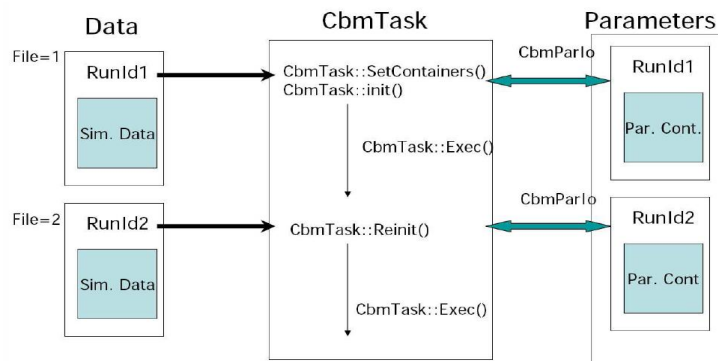 Data
CbmTask
Parameters
File=1
RunId1
Sim. Data
CbmTask::SetContainers()
CbmTask::init()
CbmTask::Exec()
CbmParIo
RunId1
Par. Cont.
File=2
RunId2
Sim. Data
CbmTask::Reinit()
CbmTask::Exec()
CbmParIo
RunId2
Par. Cont